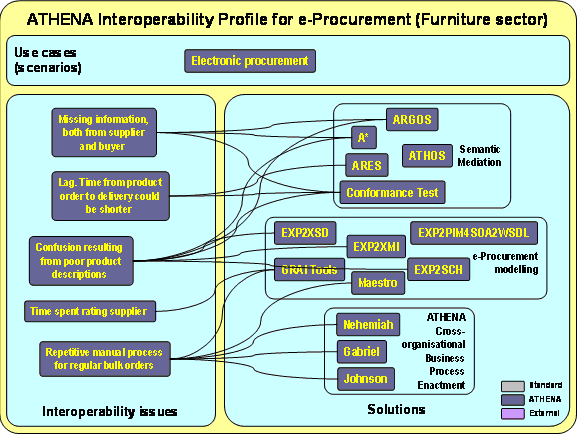 ATHENA Interoperability Profile for e-Procurement (Furniture sector)
Use cases
(scenarios)
Electronic procurement
Missing information,
both from supplier
and buyer
Lag. Time from product
order to delivery could
be shorter
Confusion resulting
from poor product
descriptions
Time spent rating supplier
Repetitive manual process
for regular bulk orders
Interoperability issues
ARGOS
A*
ATHOS
ARES
Conformance Test
Semantic
Mediation
EXP2XSD
EXP2PIM4SOA2WSDL
EXP2XMI
GRAI Tools
EXP2SCH
Maestro
e-Procurement
modelling
Nehemiah
Gabriel
Johnson
ATHENA
Cross-
organisational
Business
Process
Enactment
Solutions
Standard
ATHENA
External